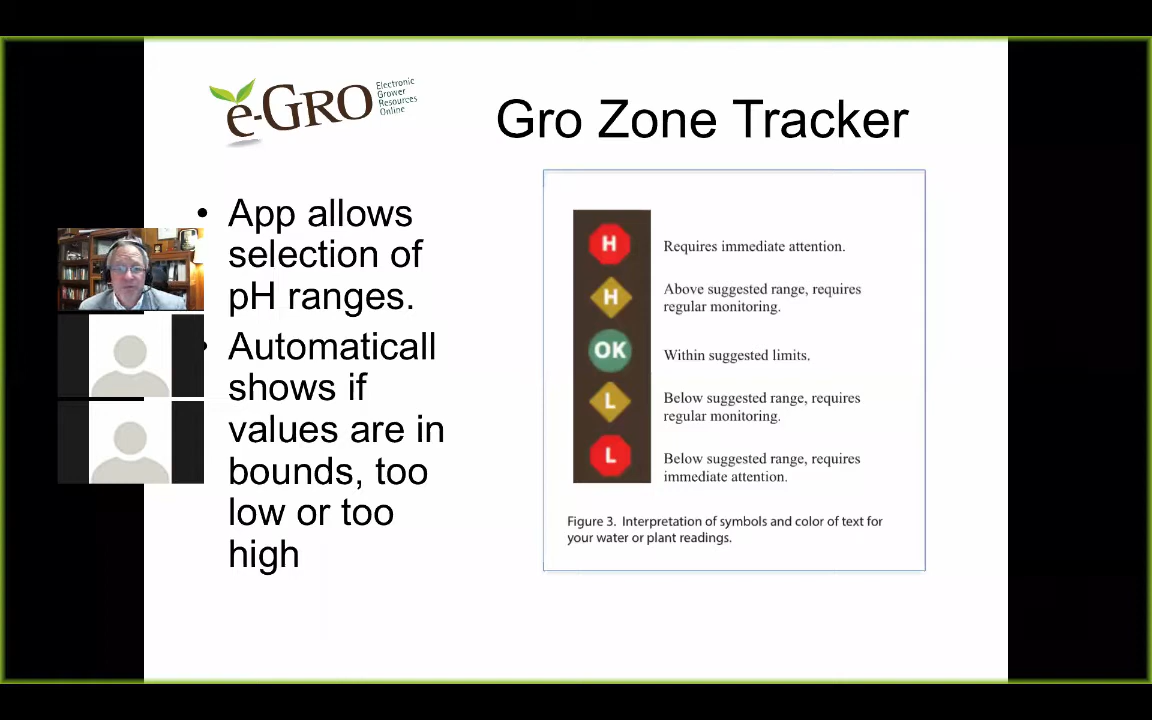 e-GRO
Electronic
Grower
Resources
Online
Gro Zone Tracker
• App allows
selection of
pH ranges.
• Automaticall
shows if
values are in
bounds, too
low or too
high
H
Requires immediate attention.
H
Above suggested range, requires
regular monitoring.
OK
Within suggested limits.
L
Below suggested range, requires
regular monitoring.
L
Below suggested range, requires
immediate attention.
Figure 3. Interpretation of symbols and color of text for
your water or plant readings.